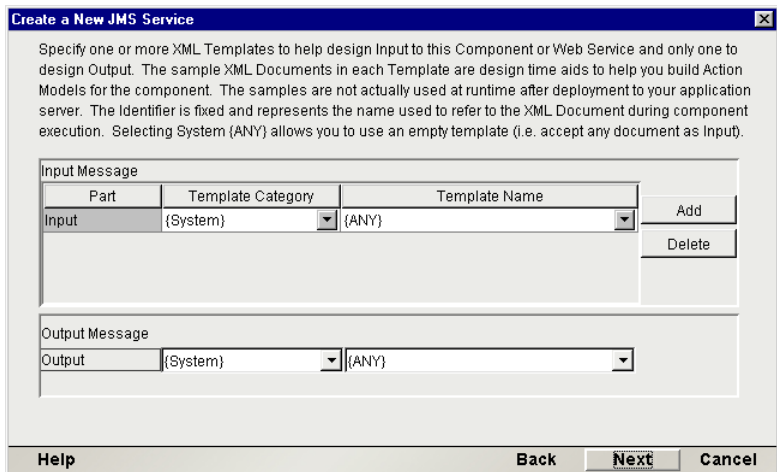 Create a New JMS Service
Specify one or more XML Templates to help design Input to this Component or Web Service and only one to
design Output. The sample XML Documents in each Template are design time aids to help you build Action
Models for the component. The samples are not actually used at runtime after deployment to your application
server. The Identifier is fixed and represents the name used to refer to the XML Document during component
execution. Selecting System {ANY} allows you to use an empty template (i.e. accept any document as Input).
Input Message
Part Template Category Template Name
Input {System} {ANY}
Add
Delete
Output Message
Output {System} {ANY}
Help Back Next Cancel